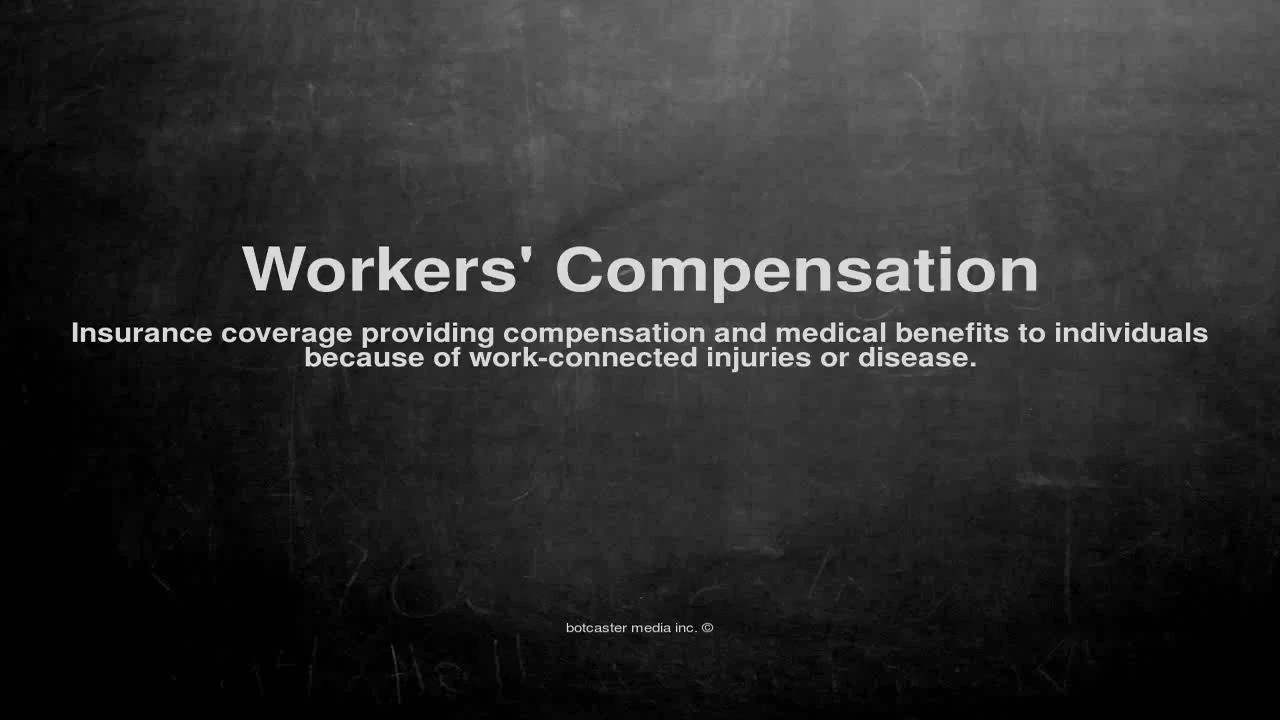 Workers' Compensation
Insurance coverage providing compensation and medical benefits to individuals
because of work-connected injuries or disease.
botcaster media inc. ©